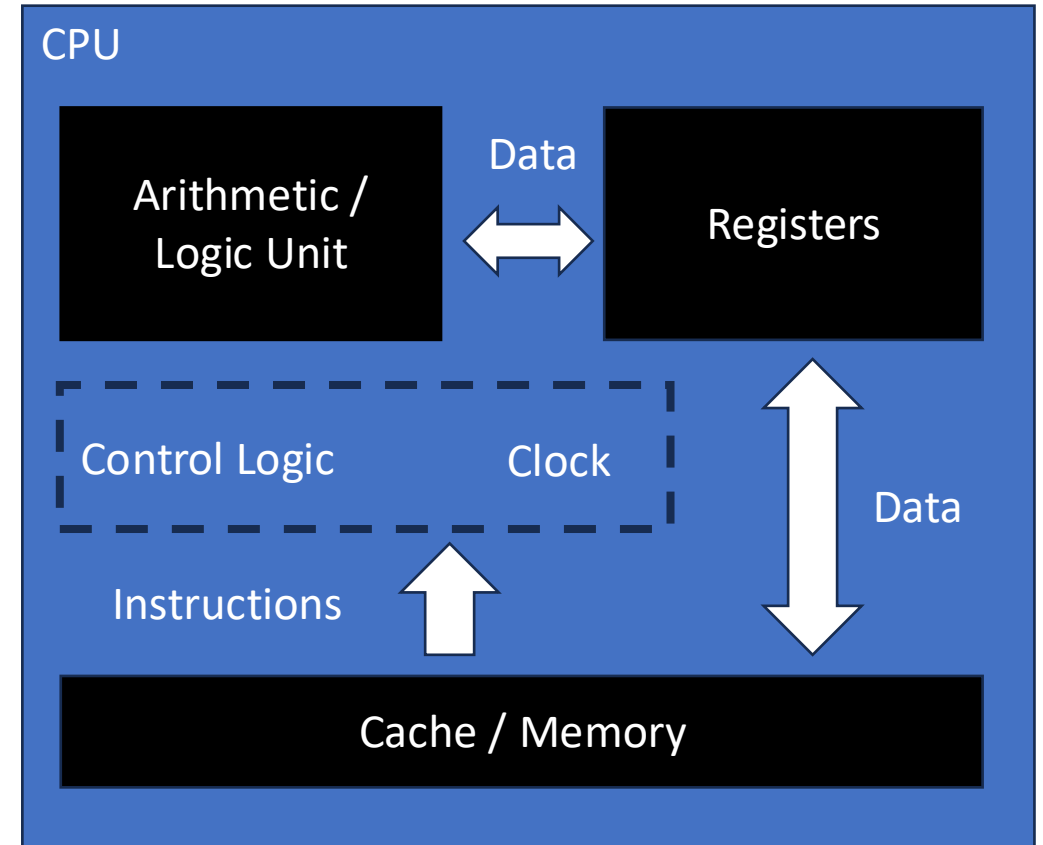 CPU
Arithmetic /
Logic Unit
Data
Registers
Control Logic
Clock
Data
Instructions
Cache / Memory